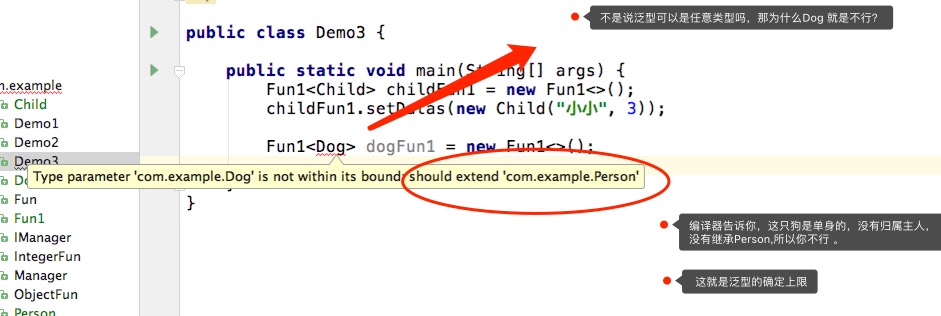 不是说泛型可以是任意类型吗，那为什么Dog 就是不行?
public class Demo3 {
public static void main(String[] args) {
Fun1<Child> childFun1 = new Fun1<>();
childFun1.setDatas(new Child("小小", 3));
Fun1<Dog> dogFun1 = new Fun1<>();
Type parameter 'com.example.Dog' is not within its bound; should extend 'com.example.Person'
}
编译器告诉你，这只狗是单身的，没有归属主人，
没有继承Person,所以你不行 。
这就是泛型的确定上限
m.example
Child
Demo1
Demo2
Demo3
Fun
Fun1
IManager
IntegerFun
Manager
ObjectFun
Person